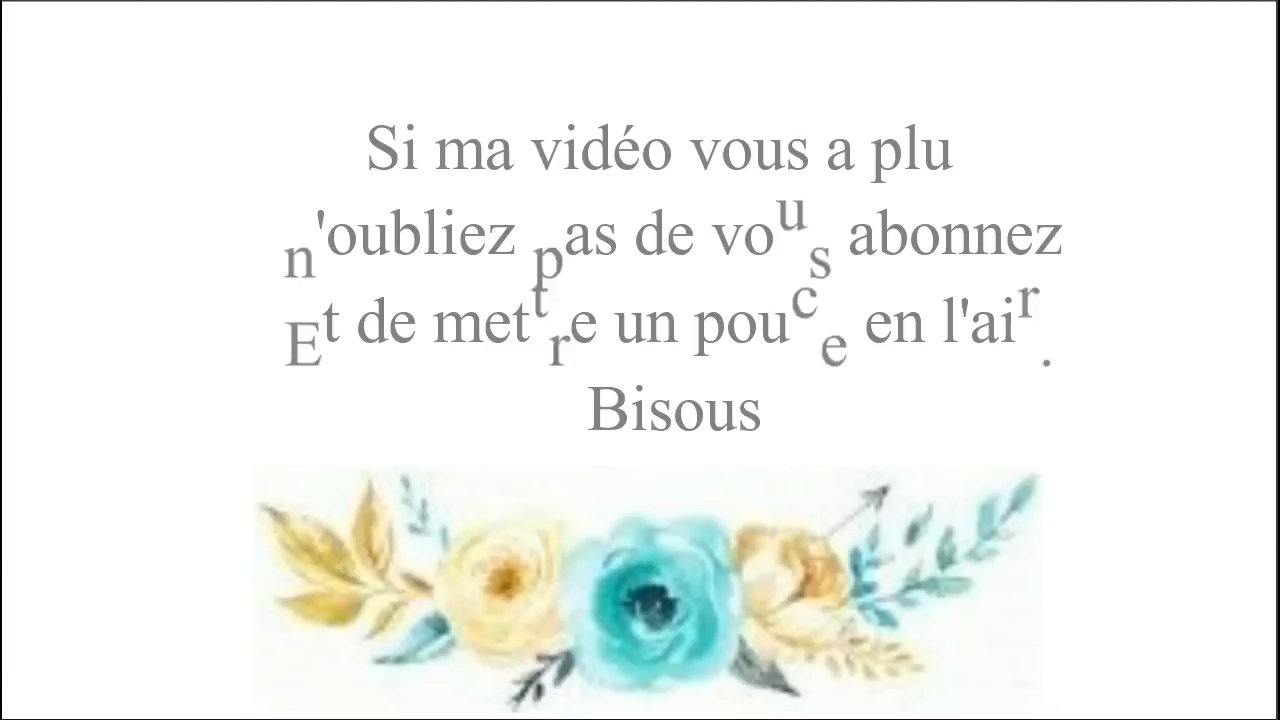 Si ma vidéo vous a plu
n'oubliez pas de vous abonnez
Et de mettre un pouce en l'air.
Bisous